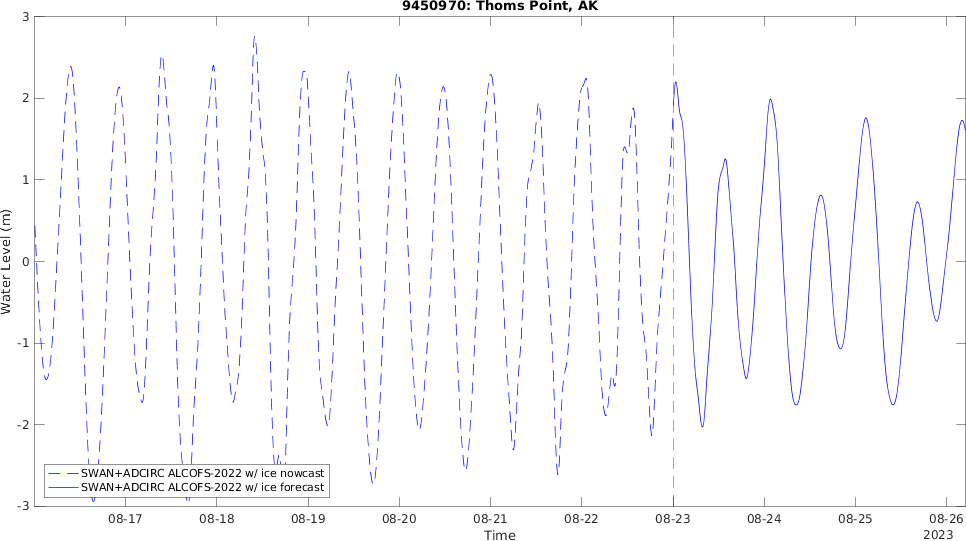 9450970: Thoms Point, AK
Water Level (m)
3
2
1
0
-1
-2
-3
SWAN+ADCIRC ALCOFS-2022 w/ ice nowcast
SWAN+ADCIRC ALCOFS-2022 w/ ice forecast
08-17 08-18 08-19 08-20 08-21 08-22 08-23 08-24 08-25 08-26
Time
2023